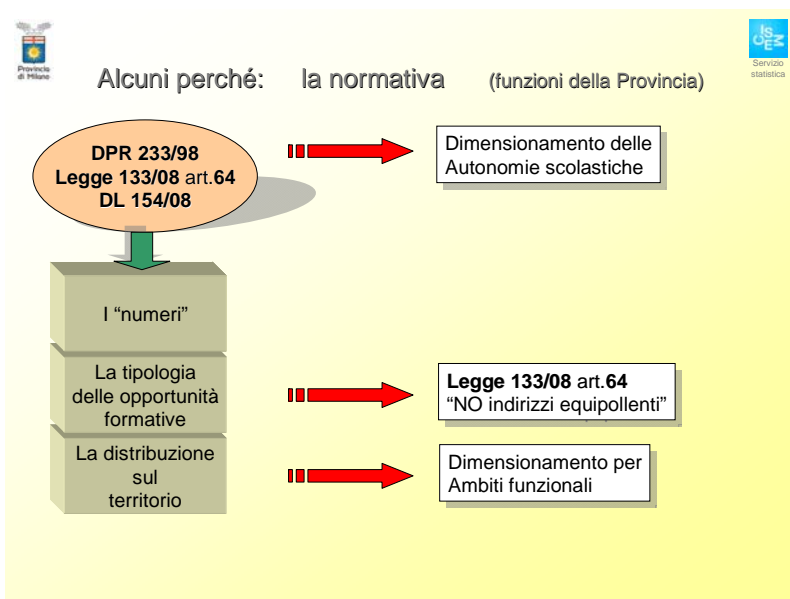 Provincia
di Milano
CISEM
Servizio
statistica
Alcuni perché: la normativa (funzioni della Provincia)
DPR 233/98
Legge 133/08 art.64
DL 154/08
Dimensionamento delle
Autonomie scolastiche
I “numeri”
La tipologia
delle opportunità
formative
Legge 133/08 art.64
“NO indirizzi equipollenti”
La distribuzione
sul
territorio
Dimensionamento per
Ambiti funzionali